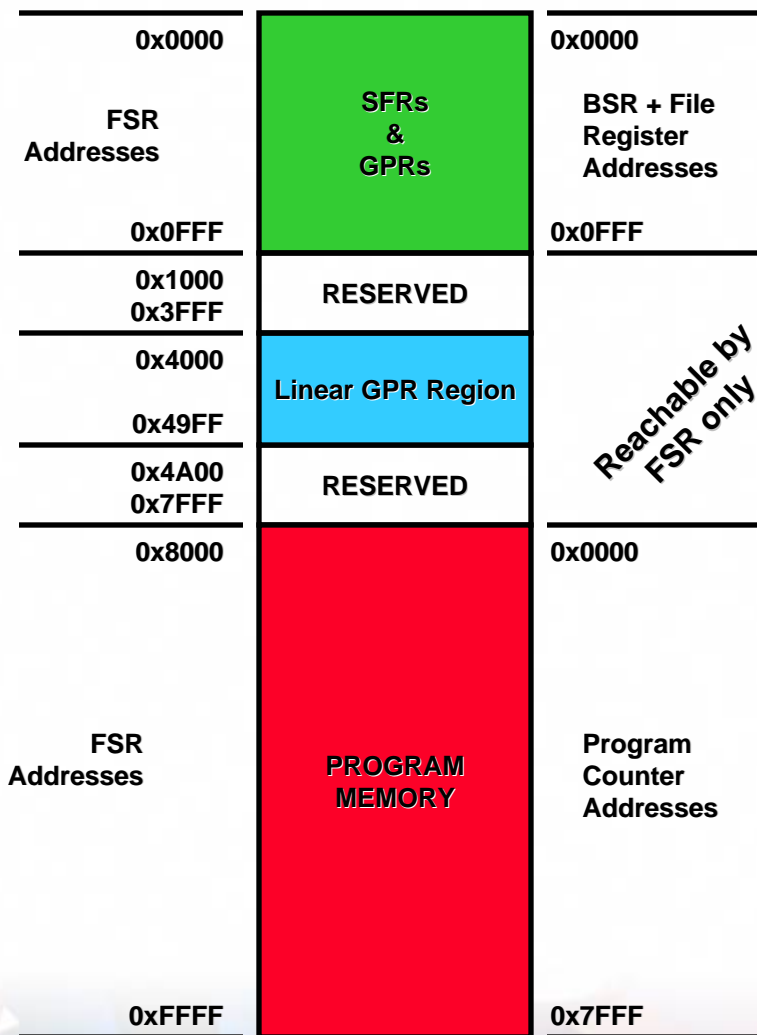 0x0000
FSR
Addresses
0x0FFF
0x1000
0x3FFF
0x4000
0x49FF
0x4A00
0x7FFF
0x8000
FSR
Addresses
0xFFFF
SFRs
&
GPRs
RESERVED
Linear GPR Region
RESERVED
PROGRAM
MEMORY
0x0000
BSR + File
Register
Addresses
0x0FFF
Reachable by
FSR only
0x0000
Program
Counter
Addresses
0x7FFF